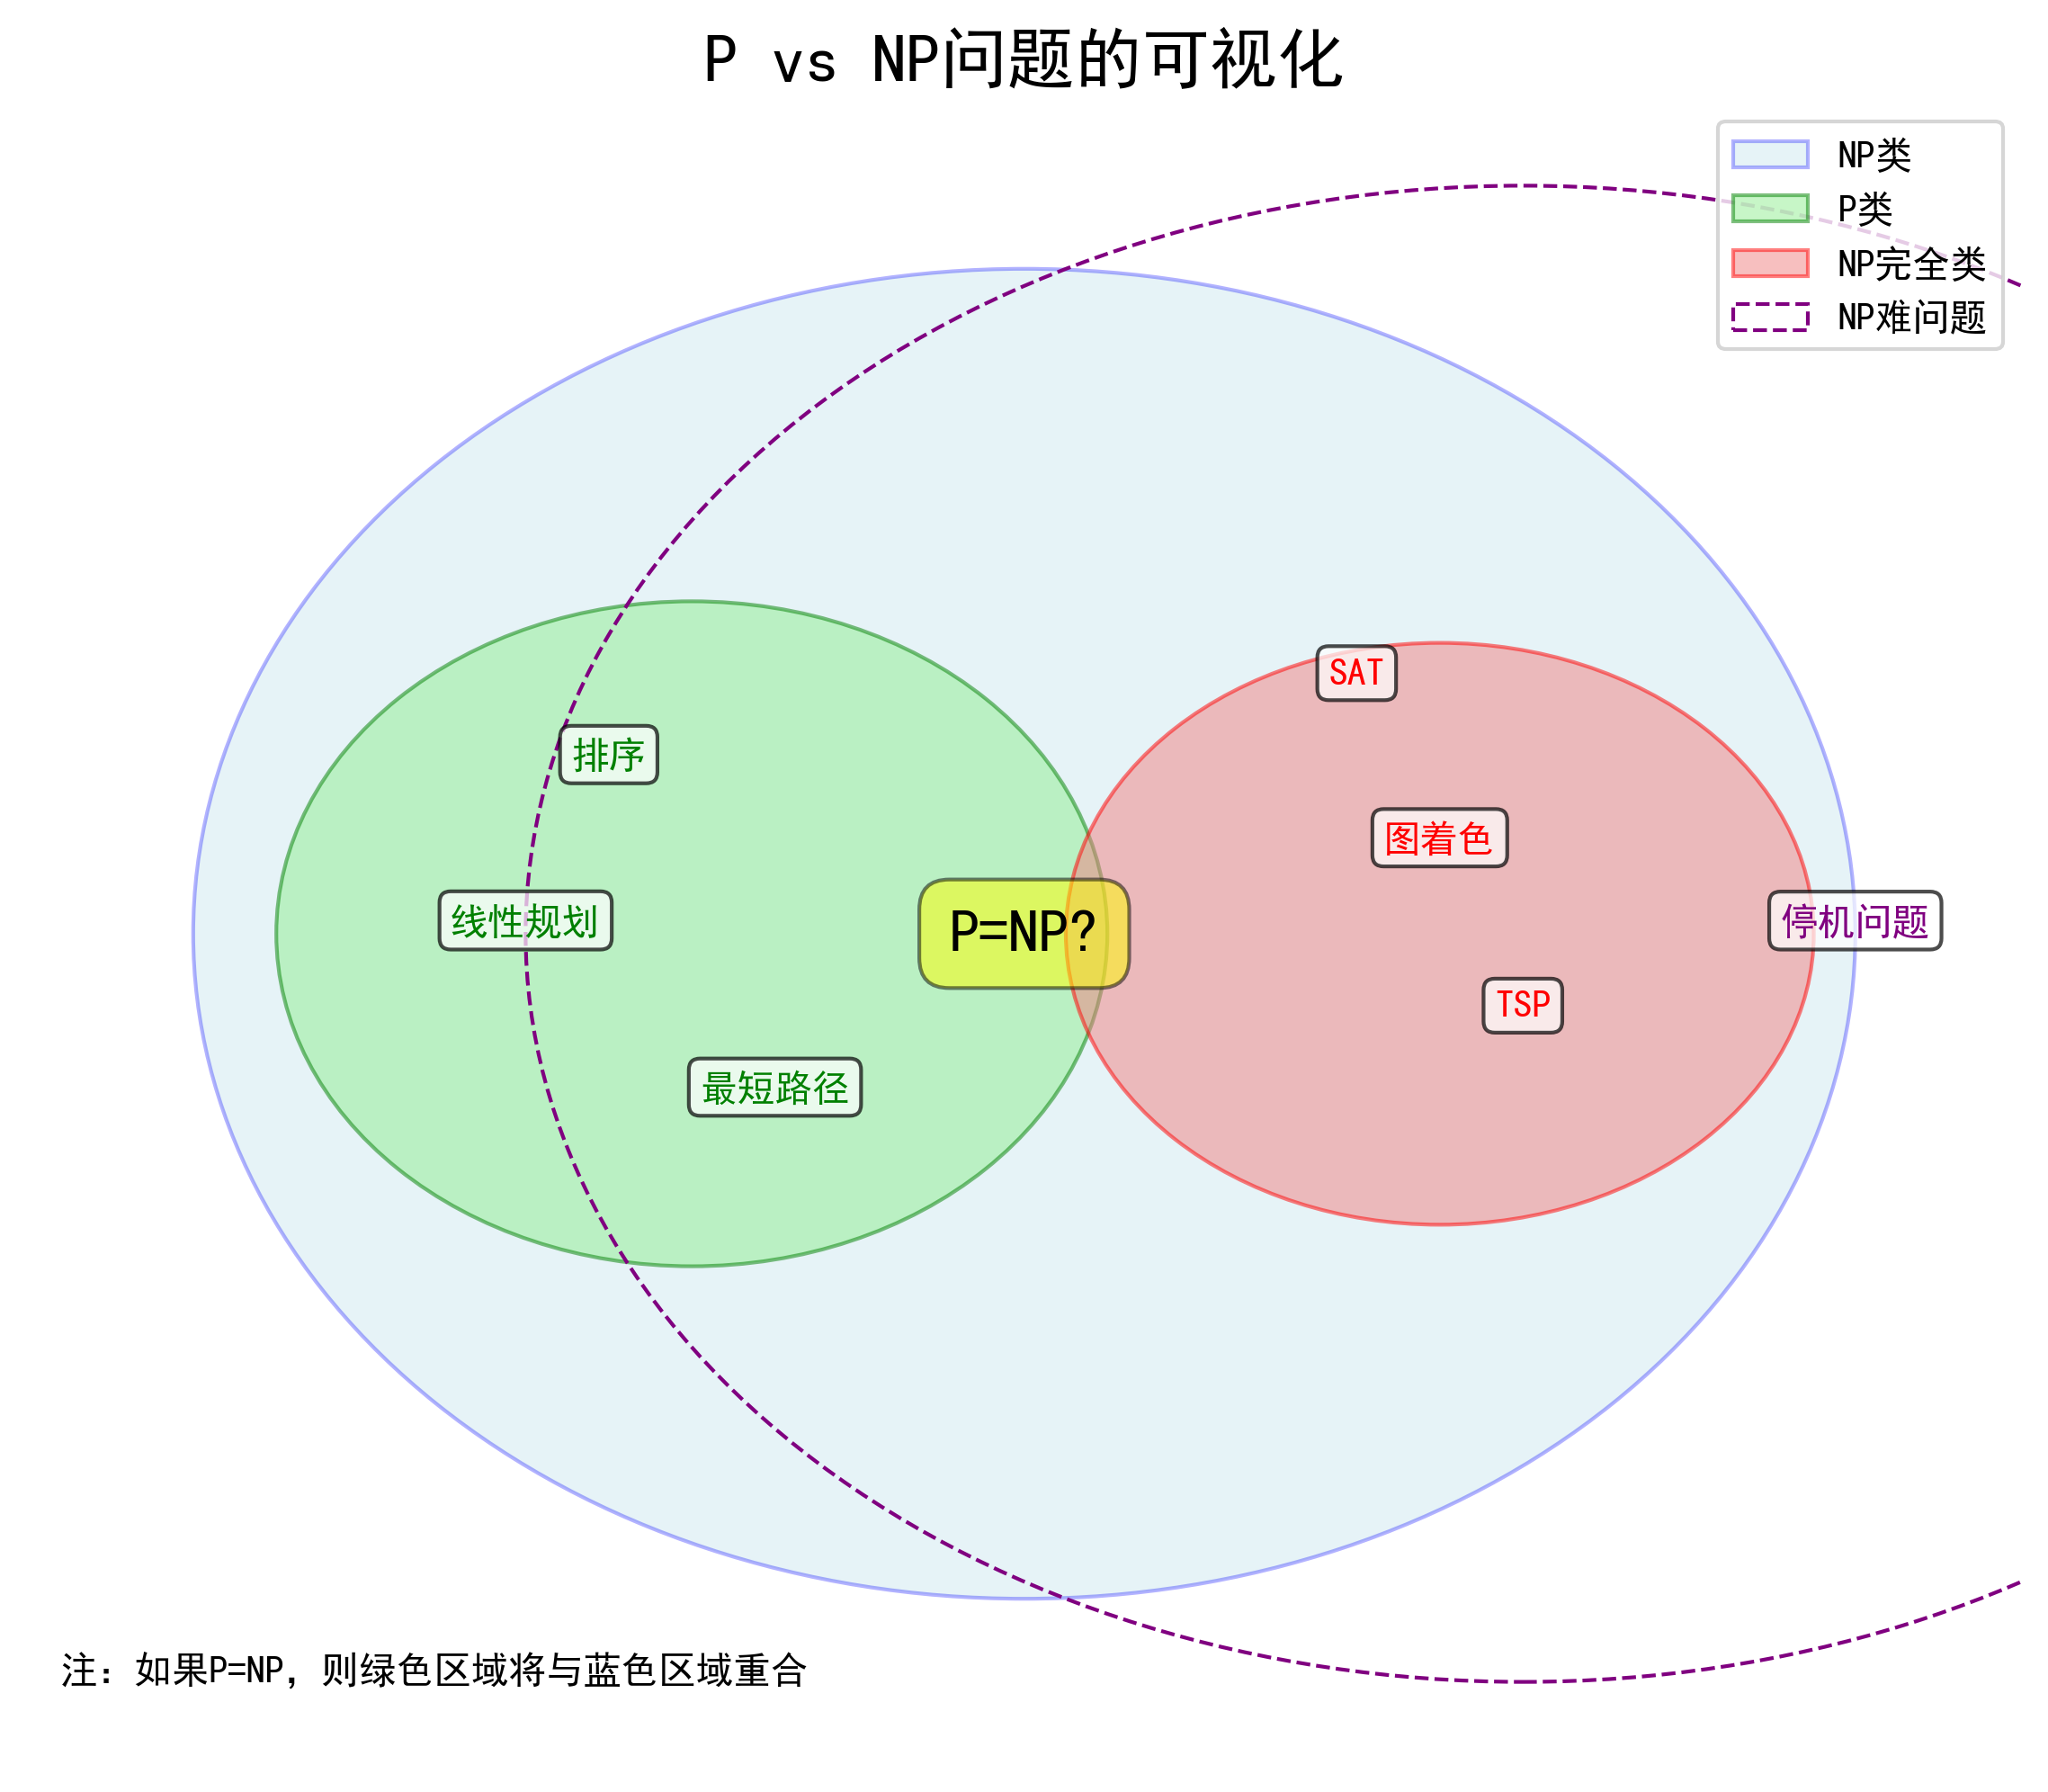 P vs NP问题的可视化
NP类
P类
NP完全类
NP难问题
SAT
排序
图着色
线性规划
P=NP?
停机问题
TSP
最短路径
注: 如果P=NP, 则绿色区域将与蓝色区域重合